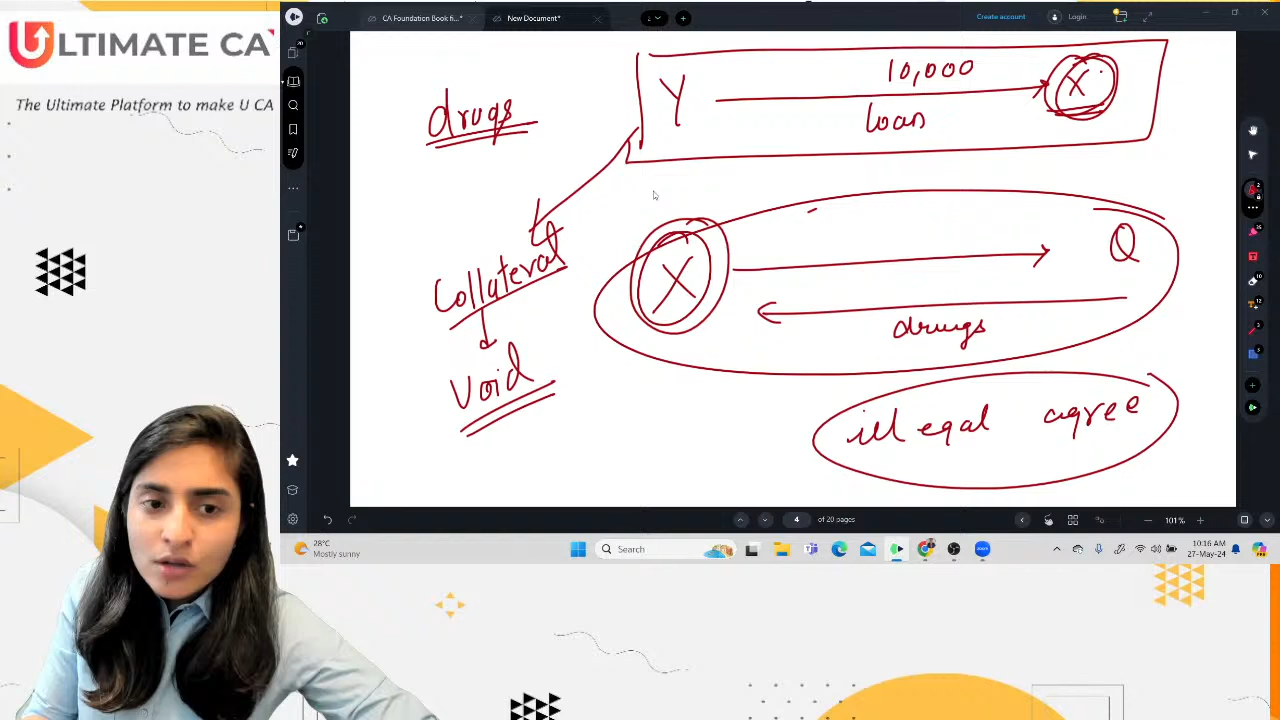 ULTIMATE CA
The Ultimate Platform to make U CA
CA Foundation Book fi...*
New Document*
Create account
Login
drugs
Y
10,000
loan
X
Collateral
Void
X
Q
drugs
illegal agree
4
of 20 pages
101%
28°C
Mostly sunny
Search
10:16 AM
27-May-24